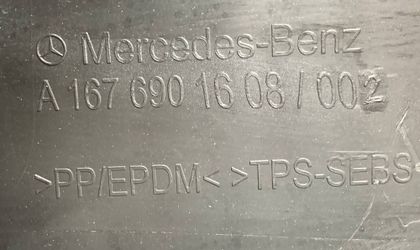 Mercedes-Benz
A 167 690 16 08 / 002
>PP/EPDM< >TPS-SEBS-